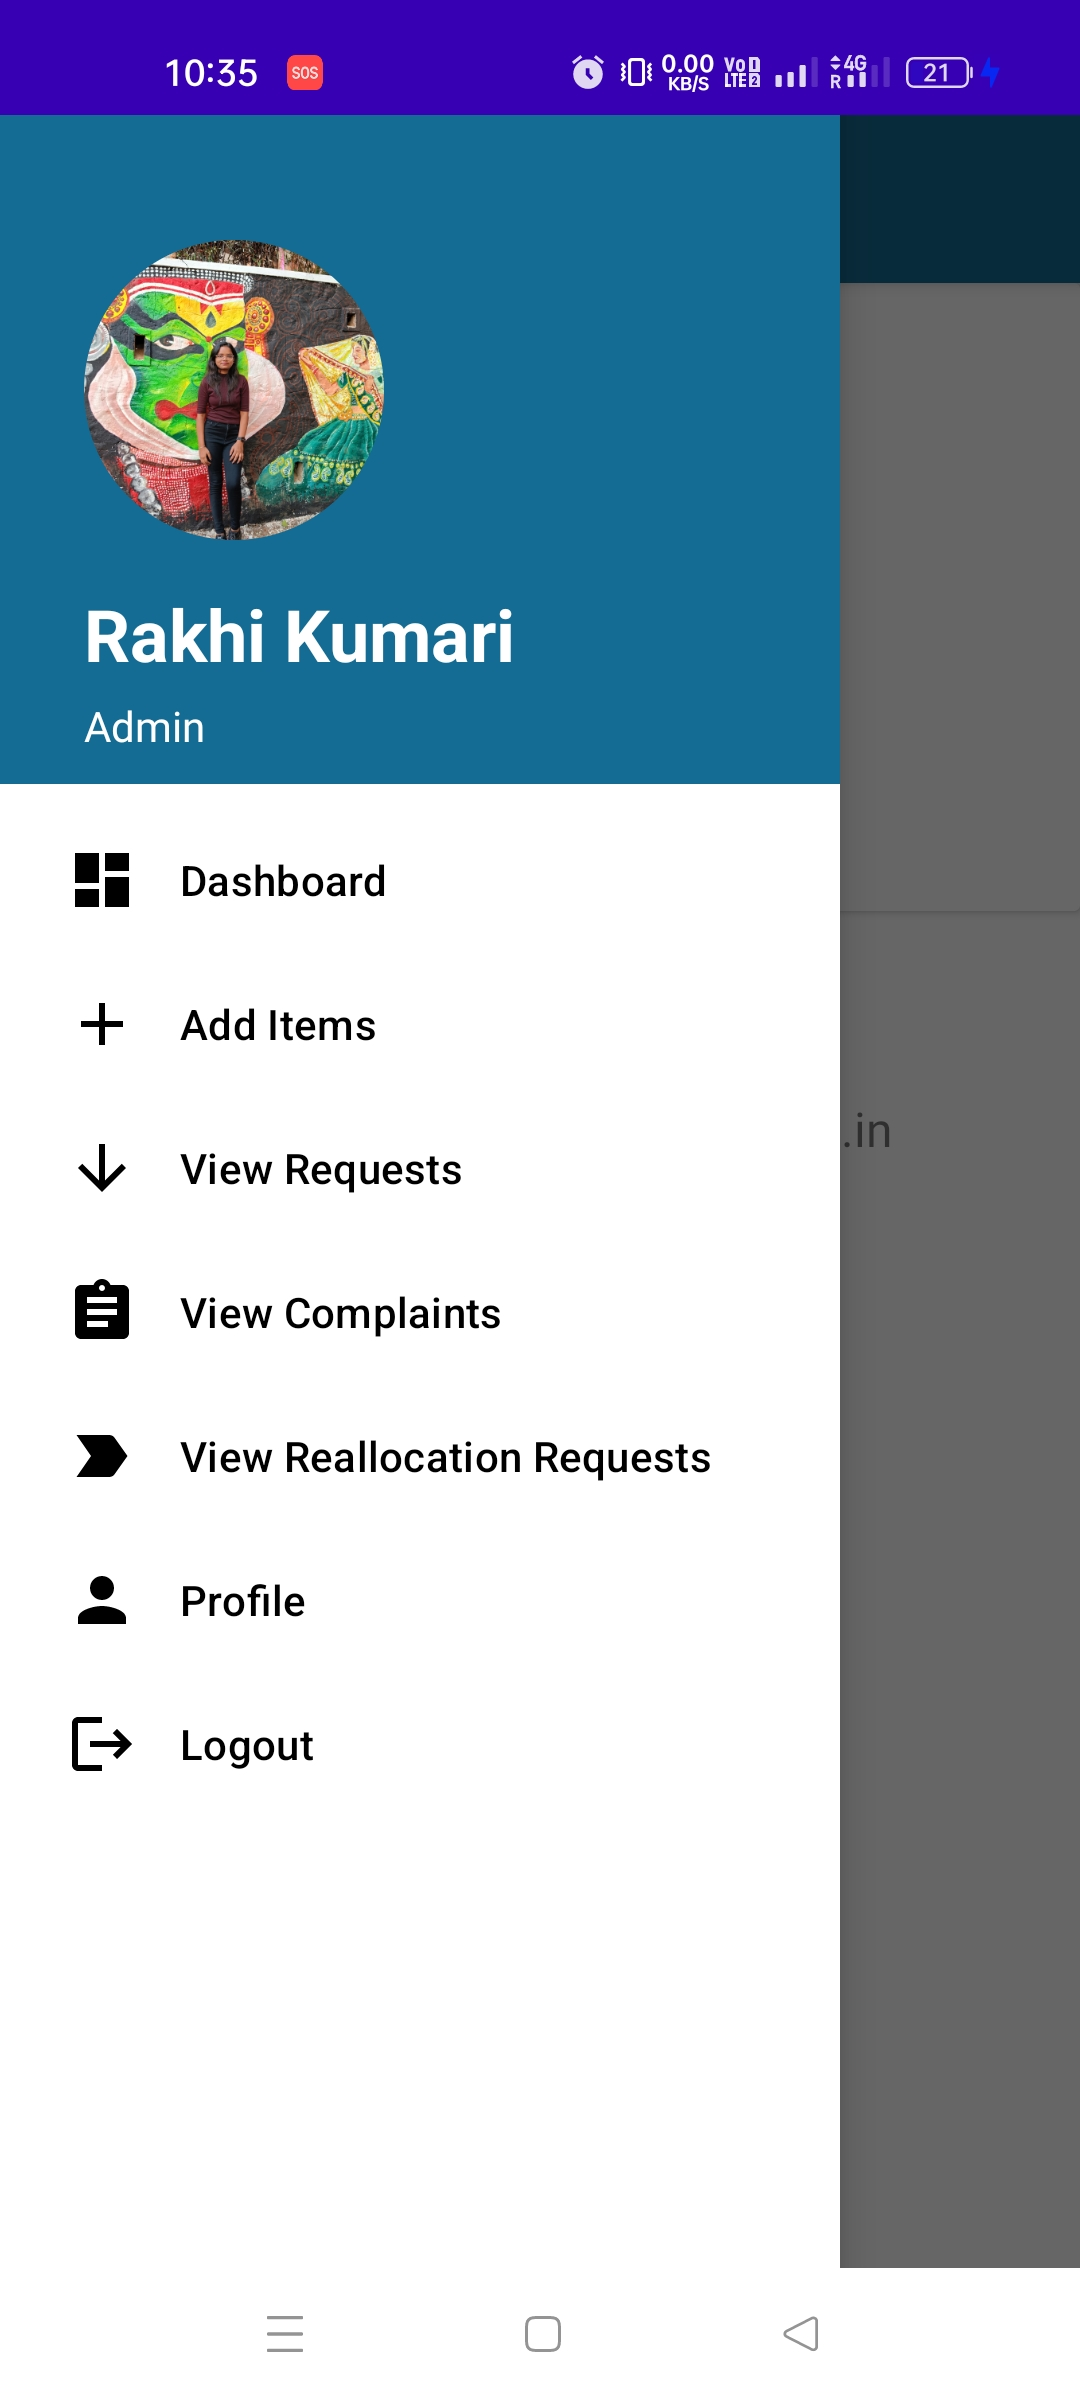 10:35 SOS 0.00 KB/S VoD LTE 2 4G R 21
Rakhi Kumari
Admin
Dashboard
Add Items
View Requests
.in
View Complaints
View Reallocation Requests
Profile
Logout